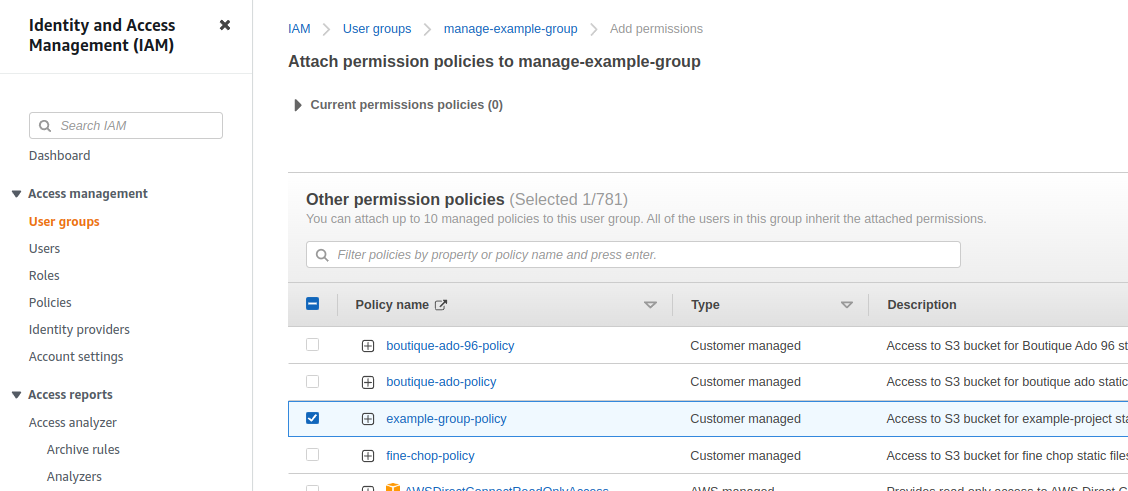 Identity and Access
Management (IAM)
Search IAM
Dashboard
Access management
User groups
Users
Roles
Policies
Identity providers
Account settings
Access reports
Access analyzer
Archive rules
Analyzers
IAM
User groups
manage-example-group
Add permissions
Attach permission policies to manage-example-group
Current permissions policies (0)
Other permission policies (Selected 1/781)
You can attach up to 10 managed policies to this user group. All of the users in this group inherit the attached permissions.
Filter policies by property or policy name and press enter.
Policy name Type Description
boutique-ado-96-policy Customer managed Access to S3 bucket for Boutique Ado 96 st
boutique-ado-policy Customer managed Access to S3 bucket for boutique ado static
example-group-policy Customer managed Access to S3 bucket for example-project sta
fine-chop-policy Customer managed Access to S3 bucket for fine chop static files
AWSDirectConnectReadOnlyAccess AWS managed Provides read only access to AWS Direct C